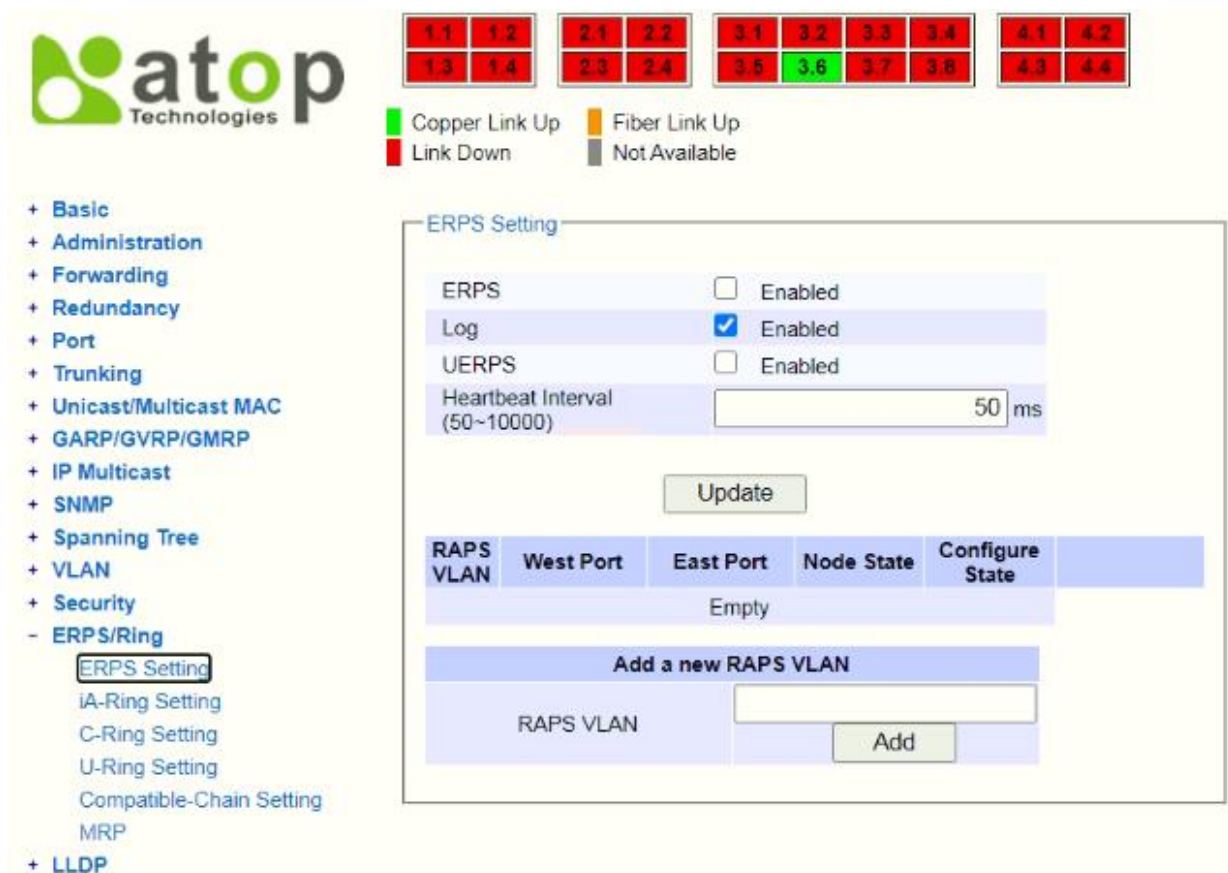 atop
Technologies
1.1 1.2 2.1 2.2 3.1 3.2 3.3 3.4 4.1 4.2
1.3 1.4 2.3 2.4 3.5 3.6 3.7 3.8 4.3 4.4
Copper Link Up Fiber Link Up
Link Down Not Available
+ Basic
+ Administration
+ Forwarding
+ Redundancy
+ Port
+ Trunking
+ Unicast/Multicast MAC
+ GARP/GVRP/GMRP
+ IP Multicast
+ SNMP
+ Spanning Tree
+ VLAN
+ Security
- ERPS/Ring
ERPS Setting
iA-Ring Setting
C-Ring Setting
U-Ring Setting
Compatible-Chain Setting
MRP
+ LLDP
ERPS Setting
ERPS Enabled
Log Enabled
UERPS Enabled
Heartbeat Interval
(50~10000) 50 ms
Update
RAPS VLAN West Port East Port Node State Configure State
Empty
Add a new RAPS VLAN
RAPS VLAN
Add